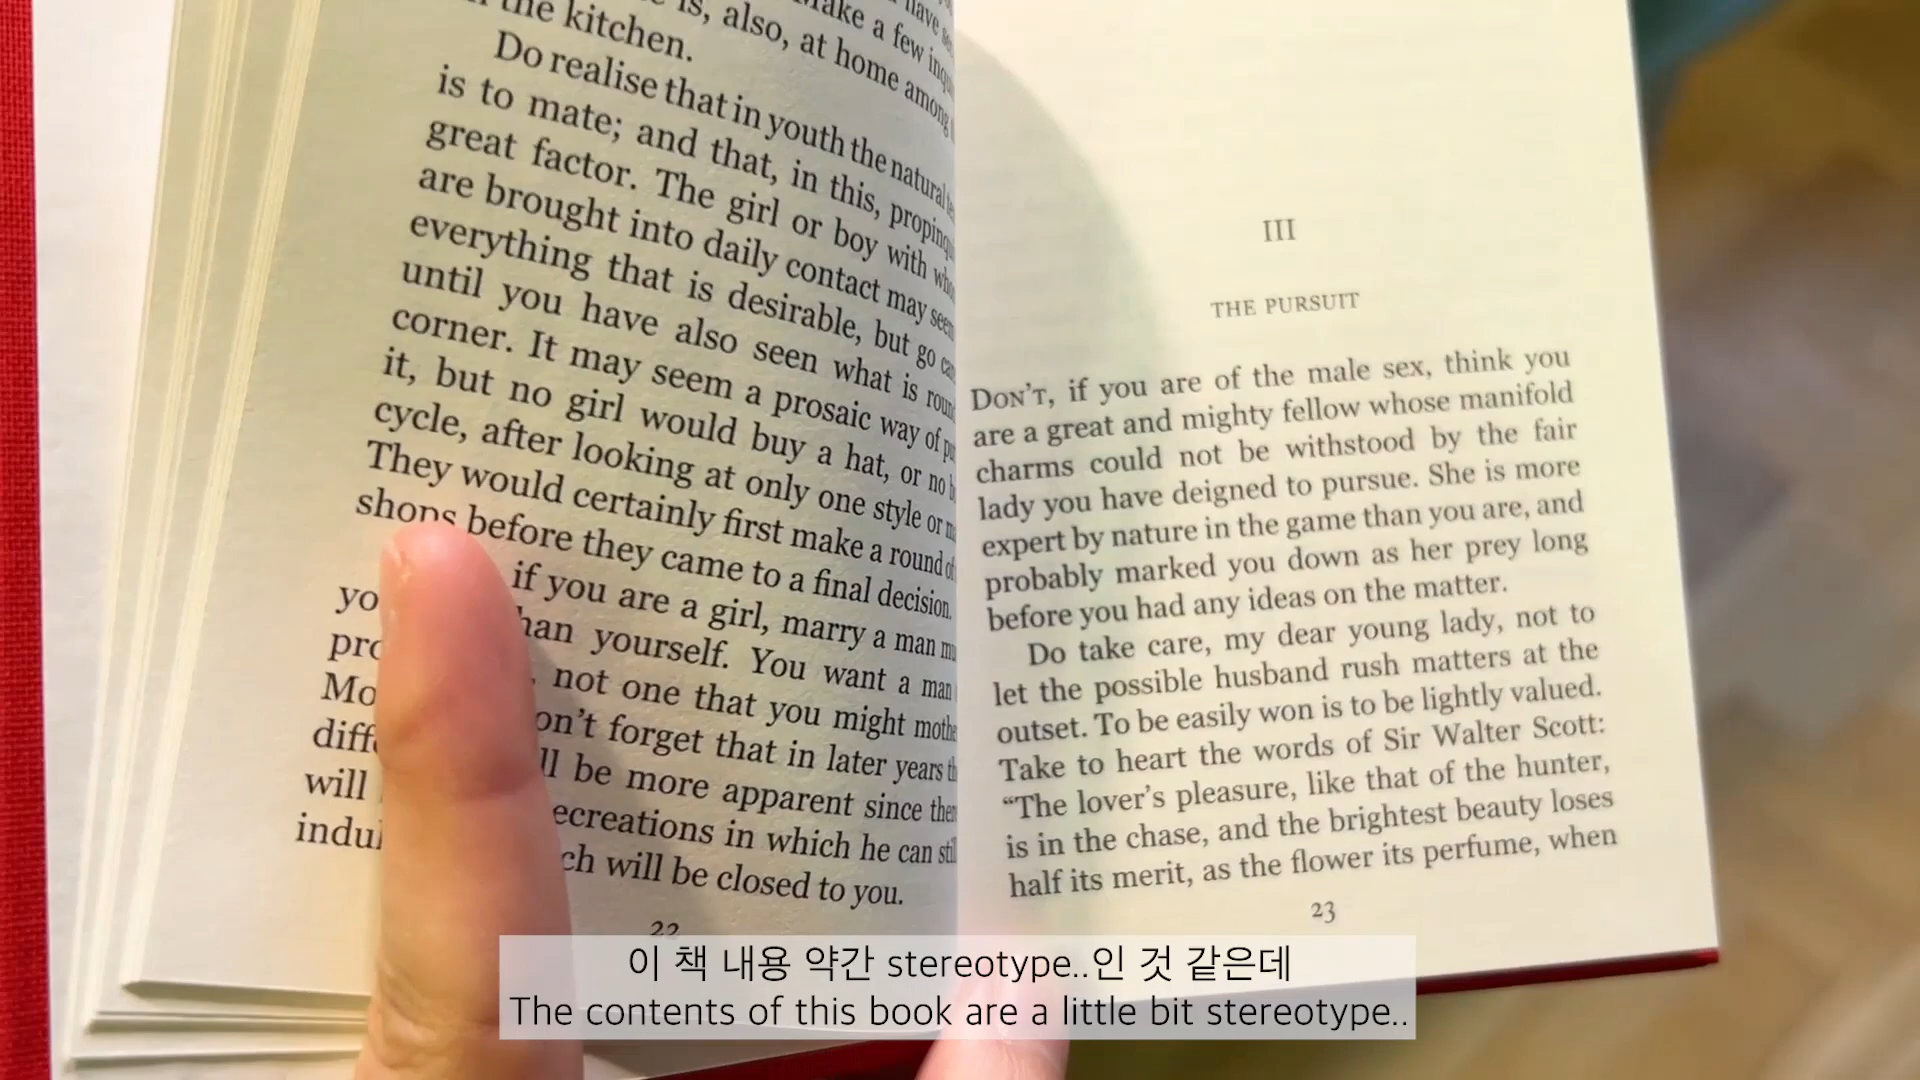 the kitchen.
is, also, at home among
Make a few
have
Do realise that in youth the natural
is to mate; and that, in this,
great factor. The girl or boy with
are brought into daily contact may seem
everything that is desirable, but go
until you have also seen what is
corner. It may seem a prosaic way of
it, but no girl would buy a hat, or no
cycle, after looking at only one style or
They would certainly first make a round of
shops before they came to a final decision.
if you are a girl, marry a man
than yourself. You want a man
not one that you might
don't forget that in later years
be more apparent since
in which he can
will be closed to you.
22
III
THE PURSUIT
DON'T, if you are of the male sex, think you
are a great and mighty fellow whose manifold
charms could not be withstood by the fair
lady you have deigned to pursue. She is more
expert by nature in the game than you are, and
probably marked you down as her prey long
before you had any ideas on the matter.
Do take care, my dear young lady, not to
let the possible husband rush matters at the
outset. To be easily won is to be lightly valued.
Take to heart the words of Sir Walter Scott:
“The lover's pleasure, like that of the hunter,
is in the chase, and the brightest beauty loses
half its merit, as the flower its perfume, when
23
이 책 내용 약간 stereotype..인 것 같은데
The contents of this book are a little bit stereotype..